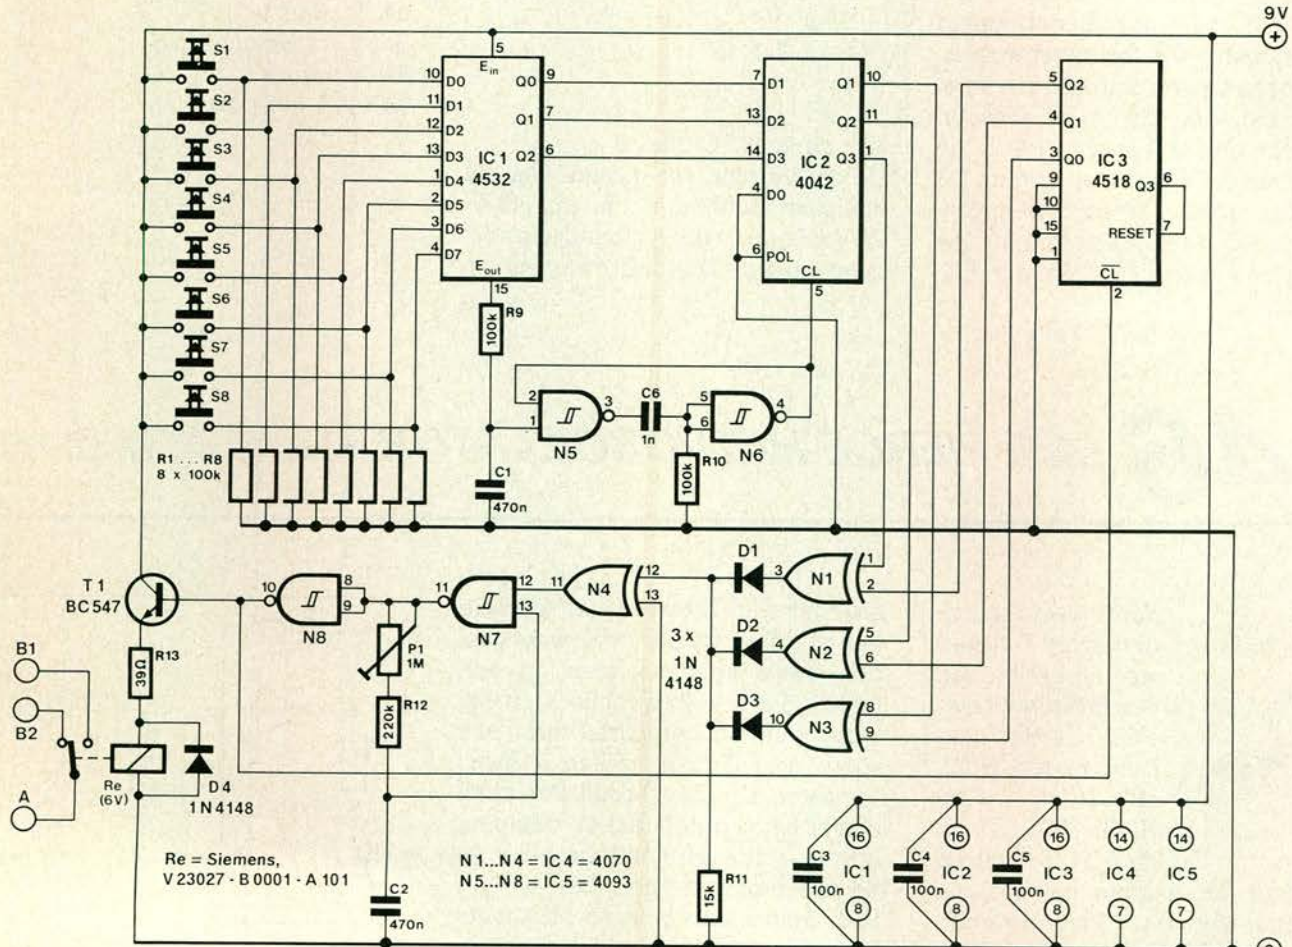 9V
S1
S2
S3
S4
S5
S6
S7
S8
5
Ein
10 D0 Q0 9
11 D1 Q1 7
12 D2 Q2 6
13 D3
1 D4
2 D5
3 D6
4 D7
IC 1
4532
Eout
15
R9
100k
7 D1 Q1 10
13 D2 Q2 11
14 D3 Q3 1
4 D0
6 POL
IC 2
4042
CL
5
5 Q2
4 Q1
3 Q0
9
10
15
1
IC 3
4518
Q3 6
RESET 7
CL
2
R1 ... R8
8 x 100k
C1
470n
2
1
3
N5
C6
1n
R10
100k
5
6
4
N6
T1
BC 547
10
N8
8
9
11
N7
12
13
11
N4
12
13
D1
D2
D3
3 x
1N
4148
3
N1
1
2
4
N2
5
6
10
N3
8
9
P1
1M
R12
220k
R13
39Ω
B1
B2
A
Re
(6V)
D4
1N4148
Re = Siemens,
V 23027 - B 0001 - A 101
N1...N4 = IC 4 = 4070
N5...N8 = IC 5 = 4093
C2
470n
R11
15k
C3
100n
16
IC1
8
C4
100n
16
IC2
8
C5
100n
16
IC3
8
14
IC4
7
14
IC5
7